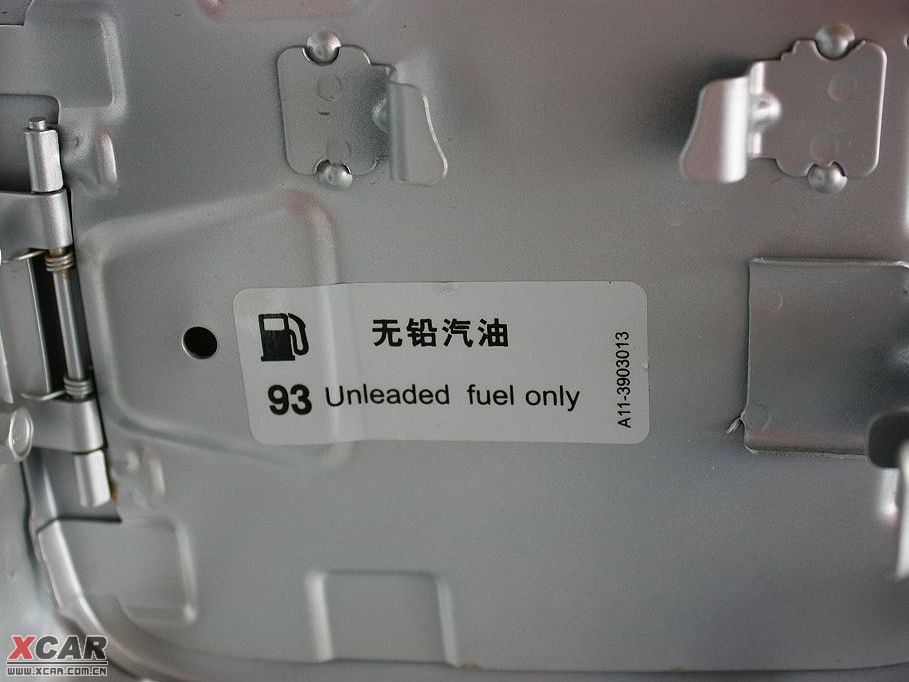 无铅汽油
93 Unleaded fuel only
A11-3903013
XCAR
WWW.XCAR.COM.CN